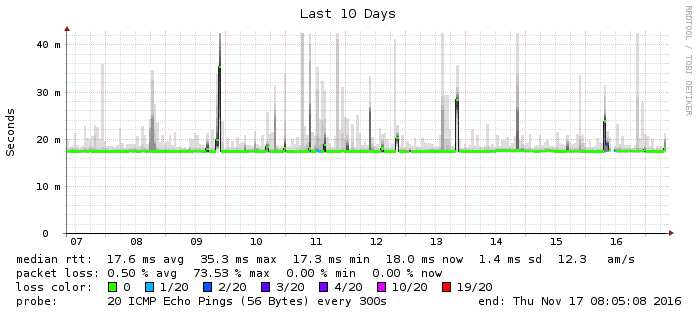 Last 10 Days
RRDTOOL / TOBI OETIKER
Seconds
40 m
30 m
20 m
10 m
0
07 08 09 10 11 12 13 14 15 16
median rtt: 17.6 ms avg 35.3 ms max 17.3 ms min 18.0 ms now 1.4 ms sd 12.3 am/s
packet loss: 0.50 % avg 73.53 % max 0.00 % min 0.00 % now
loss color: 0 1/20 2/20 3/20 4/20 10/20 19/20
probe: 20 ICMP Echo Pings (56 Bytes) every 300s end: Thu Nov 17 08:05:08 2016